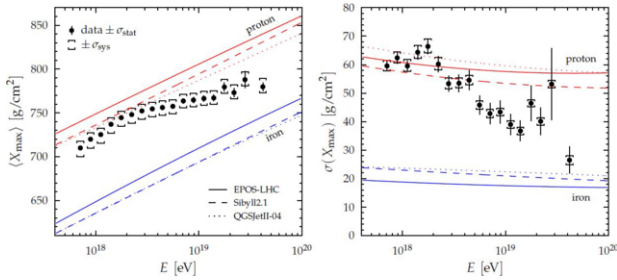 data ± σstat
± σsys
proton
iron
EPOS-LHC
Sibyll2.1
QGSJetII-04
850
800
750
700
650
⟨Xmax⟩ [g/cm²]
10¹⁸
10¹⁹
10²⁰
E [eV]
80
70
60
50
40
30
20
10
0
σ(Xmax) [g/cm²]
proton
iron
10¹⁸
10¹⁹
10²⁰
E [eV]